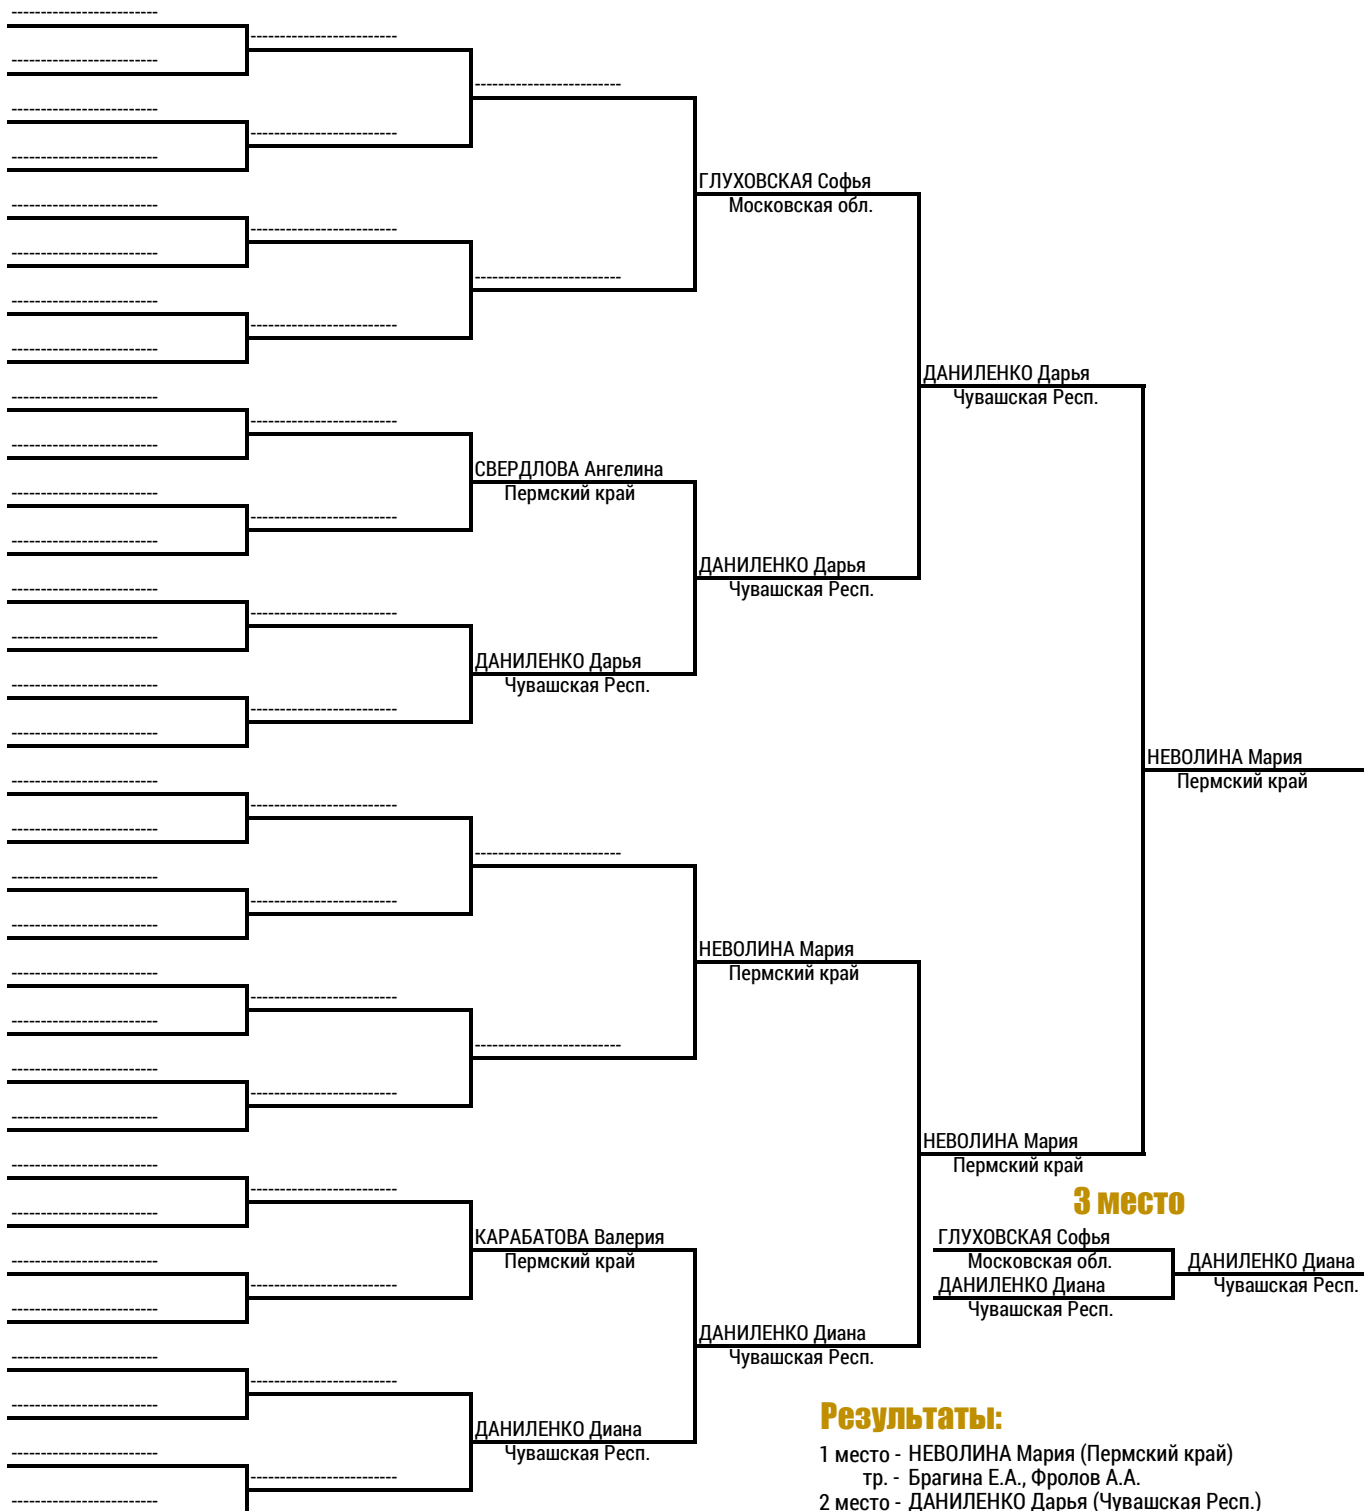 -------------------------
-------------------------
-------------------------
-------------------------
-------------------------
-------------------------
-------------------------
-------------------------
-------------------------
-------------------------
-------------------------
-------------------------
ГЛУХОВСКАЯ Софья
Московская обл.
-------------------------
-------------------------
-------------------------
ДАНИЛЕНКО Дарья
Чувашская Респ.
-------------------------
-------------------------
-------------------------
СВЕРДЛОВА Ангелина
Пермский край
-------------------------
-------------------------
-------------------------
ДАНИЛЕНКО Дарья
Чувашская Респ.
-------------------------
-------------------------
-------------------------
ДАНИЛЕНКО Дарья
Чувашская Респ.
-------------------------
-------------------------
-------------------------
НЕВОЛИНА Мария
Пермский край
-------------------------
-------------------------
-------------------------
-------------------------
-------------------------
-------------------------
-------------------------
НЕВОЛИНА Мария
Пермский край
-------------------------
-------------------------
-------------------------
-------------------------
-------------------------
-------------------------
-------------------------
НЕВОЛИНА Мария
Пермский край
-------------------------
-------------------------
-------------------------
КАРАБАТОВА Валерия
Пермский край
3 место
ГЛУХОВСКАЯ Софья
Московская обл.
ДАНИЛЕНКО Диана
Чувашская Респ.
ДАНИЛЕНКО Диана
Чувашская Респ.
-------------------------
-------------------------
-------------------------
ДАНИЛЕНКО Диана
Чувашская Респ.
-------------------------
-------------------------
-------------------------
ДАНИЛЕНКО Диана
Чувашская Респ.
-------------------------
-------------------------
-------------------------
Результаты:
1 место - НЕВОЛИНА Мария (Пермский край)
тр. - Брагина Е.А., Фролов А.А.
2 место - ДАНИЛЕНКО Дарья (Чувашская Респ.)